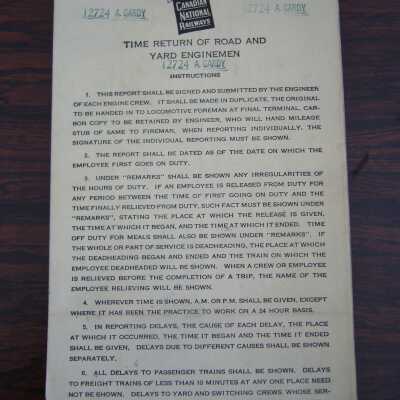 CANADIAN
NATIONAL
RAILWAYS
12724 A. GARDY 12724 A. GARDY
TIME RETURN OF ROAD AND
YARD ENGINEMEN
12724 A. GARDY
INSTRUCTIONS
1. THIS REPORT SHALL BE SIGNED AND SUBMITTED BY THE ENGINEER
OF EACH ENGINE CREW. IT SHALL BE MADE IN DUPLICATE, THE ORIGINAL
TO BE HANDED IN TO LOCOMOTIVE FOREMAN AT FINAL TERMINAL, CAR-
BON COPY TO BE RETAINED BY ENGINEER, WHO WILL HAND MILEAGE
STUB OF SAME TO FIREMAN, WHEN REPORTING INDIVIDUALLY, THE
SIGNATURE OF THE INDIVIDUAL REPORTING MUST BE SHOWN.
2. THE REPORT SHALL BE DATED AS OF THE DATE ON WHICH THE
EMPLOYEE FIRST GOES ON DUTY.
3. UNDER "REMARKS" SHALL BE SHOWN ANY IRREGULARITIES OF
THE HOURS OF DUTY. IF AN EMPLOYEE IS RELEASED FROM DUTY FOR
ANY PERIOD BETWEEN THE TIME OF FIRST GOING ON DUTY AND THE
TIME FINALLY RELIEVED FROM DUTY, SUCH FACT MUST BE SHOWN UNDER
"REMARKS", STATING THE PLACE AT WHICH THE RELEASE IS GIVEN,
THE TIME AT WHICH IT BEGAN, AND THE TIME AT WHICH IT ENDED. TIME
OFF DUTY FOR MEALS SHALL ALSO BE SHOWN UNDER "REMARKS". IF
THE WHOLE OR PART OF SERVICE IS DEADHEADING, THE PLACE AT WHICH
THE DEADHEADING BEGAN AND ENDED AND THE TRAIN ON WHICH THE
EMPLOYEE DEADHEADED WILL BE SHOWN. WHEN A CREW OR EMPLOYEE
IS RELIEVED BEFORE THE COMPLETION OF A TRIP, THE NAME OF THE
EMPLOYEE RELIEVING WILL BE SHOWN.
4. WHEREVER TIME IS SHOWN, A.M. OR P.M. SHALL BE GIVEN, EXCEPT
WHERE IT HAS BEEN THE PRACTICE TO WORK ON A 24 HOUR BASIS.
5. IN REPORTING DELAYS, THE CAUSE OF EACH DELAY, THE PLACE
AT WHICH IT OCCURRED, THE TIME IT BEGAN AND THE TIME IT ENDED
SHALL BE GIVEN. DELAYS DUE TO DIFFERENT CAUSES SHALL BE SHOWN
SEPARATELY.
6. ALL DELAYS TO PASSENGER TRAINS SHALL BE SHOWN. DELAYS
TO FREIGHT TRAINS OF LESS THAN 10 MINUTES AT ANY ONE PLACE NEED
NOT BE SHOWN. DELAYS TO YARD AND SWITCHING CREWS, WHOSE SER-